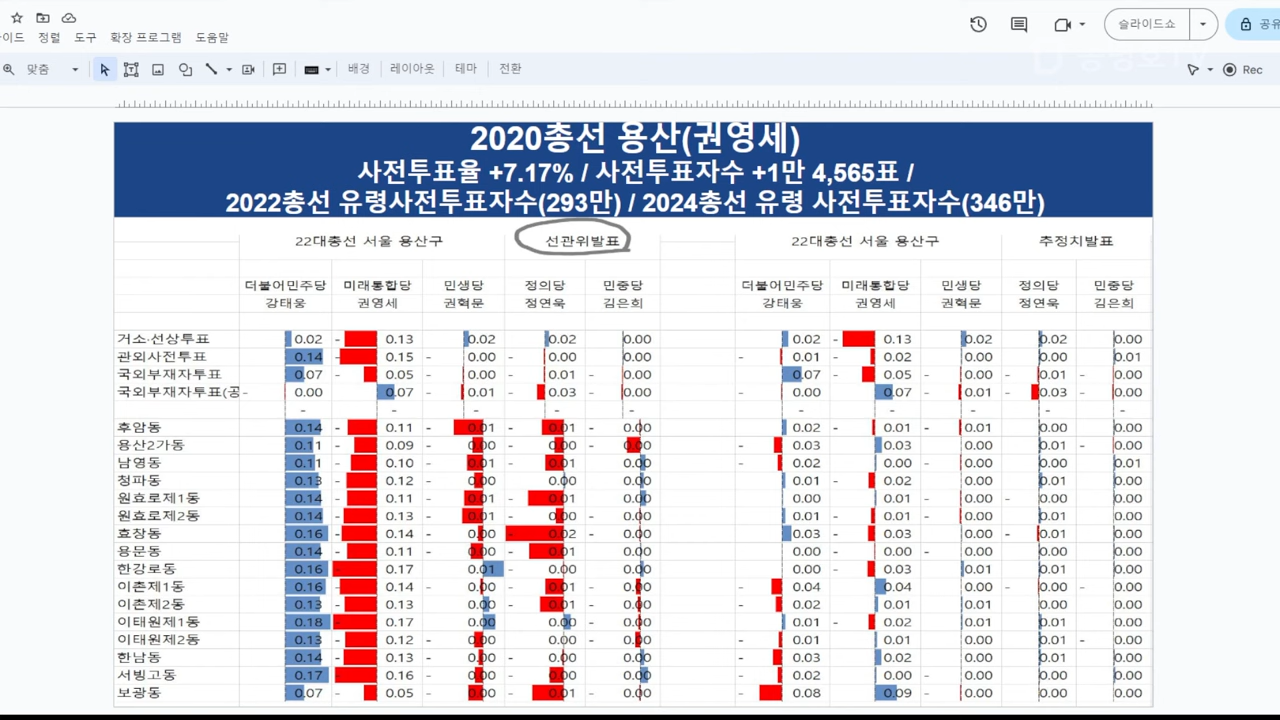 이드 정렬 도구 확장 프로그램 도움말
슬라이드쇼
공유
맞춤
배경 레이아웃 테마 전환
Rec
2020총선 용산(권영세)
사전투표율 +7.17% / 사전투표자수 +1만 4,565표 /
2022총선 유령사전투표자수(293만) / 2024총선 유령 사전투표자수(346만)
22대총선 서울 용산구 선관위발표 22대총선 서울 용산구 추정치발표
더불어민주당 미래통합당 민생당 정의당 민중당 더불어민주당 미래통합당 민생당 정의당 민중당
강태웅 권영세 권혁문 정연욱 김은희 강태웅 권영세 권혁문 정연욱 김은희
거소·선상투표 0.02 - 0.13 0.02 0.02 0.00 0.02 - 0.13 0.02 0.02 0.00
관외사전투표 0.14 - 0.15 - 0.00 - 0.00 - 0.00 - 0.01 - 0.02 - 0.00 0.00 - 0.01
국외부재자투표 0.07 - 0.05 - 0.00 - 0.01 - 0.00 0.07 - 0.05 - 0.00 - 0.01 - 0.00
국외부재자투표(공 - 0.00 0.07 - 0.01 - 0.03 - 0.00 - 0.00 0.07 - 0.01 - 0.03 - 0.00
- - - - - - - - - -
후암동 0.14 - 0.11 - 0.01 - 0.01 - 0.00 0.02 - 0.01 - 0.01 0.00 0.00
용산2가동 0.11 - 0.09 - 0.00 - 0.00 - 0.00 - 0.03 0.03 0.00 0.01 - 0.00
남영동 0.11 - 0.10 - 0.01 - 0.01 0.00 - 0.02 0.00 - 0.00 0.01 0.01
청파동 0.13 - 0.12 - 0.00 0.00 0.00 0.01 - 0.02 0.00 0.01 0.00
원효로제1동 0.14 - 0.11 - 0.01 - 0.01 0.00 0.00 0.01 - 0.00 - 0.00 0.00
원효로제2동 0.14 - 0.13 - 0.01 - 0.00 - 0.00 0.01 - 0.01 - 0.00 0.01 0.00
효창동 0.16 - 0.14 - 0.00 - 0.02 - 0.00 0.03 - 0.03 0.00 - 0.01 0.00
용문동 0.14 - 0.11 - 0.00 - 0.01 - 0.00 0.00 - 0.00 - 0.00 0.00 0.00
한강로동 0.16 - 0.17 0.01 - 0.00 0.00 0.00 - 0.03 0.01 0.01 0.00
이촌제1동 0.16 - 0.14 - 0.00 - 0.01 - 0.00 - 0.04 0.04 0.00 - 0.00 - 0.00
이촌제2동 0.13 - 0.13 0.00 - 0.01 - 0.00 - 0.02 0.01 0.01 0.00 0.00
이태원제1동 0.18 - 0.17 0.00 0.00 - 0.00 0.01 - 0.02 0.01 0.01 0.00
이태원제2동 0.13 - 0.12 - 0.00 0.00 - 0.00 - 0.01 0.01 0.00 0.01 0.00
한남동 0.14 - 0.13 - 0.00 - 0.00 0.00 - 0.03 0.02 0.00 0.01 0.00
서빙고동 0.17 - 0.16 - 0.00 - 0.00 0.00 - 0.02 0.00 0.00 0.01 0.00
보광동 0.07 - 0.05 - 0.00 - 0.01 - 0.00 - 0.08 0.09 - 0.00 0.00 0.00